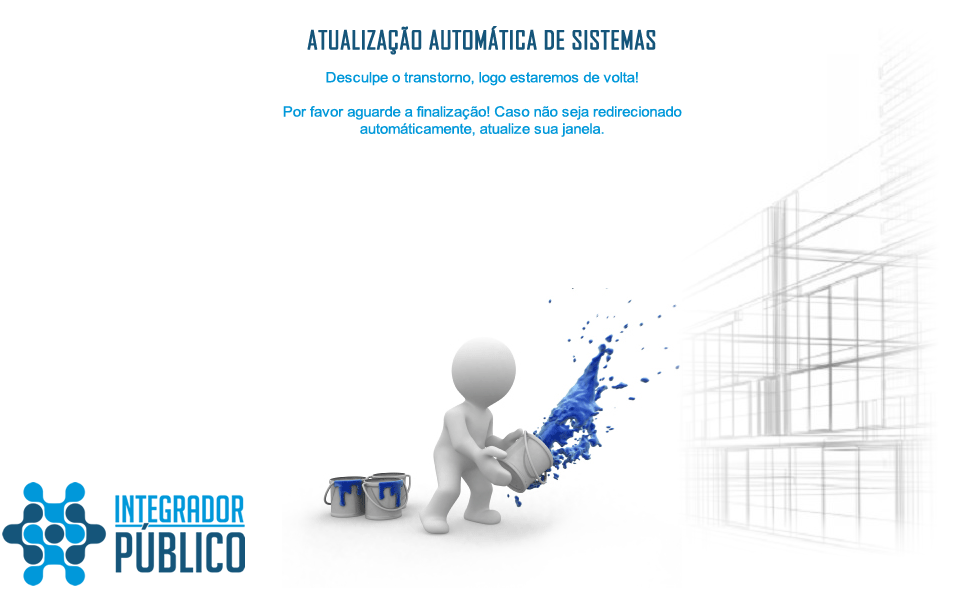 ATUALIZAÇÃO AUTOMÁTICA DE SISTEMAS
Desculpe o transtorno, logo estaremos de volta!
Por favor aguarde a finalização! Caso não seja redirecionado
automáticamente, atualize sua janela.
INTEGRADOR
PÚBLICO